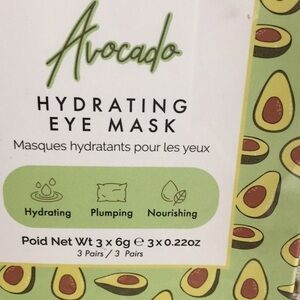 Avocado
HYDRATING
EYE MASK
Masques hydratants pour les yeux
Hydrating Plumping Nourishing
Poid Net Wt 3 x 6g ℮ 3 x 0.22oz
3 Pairs / 3 Pairs